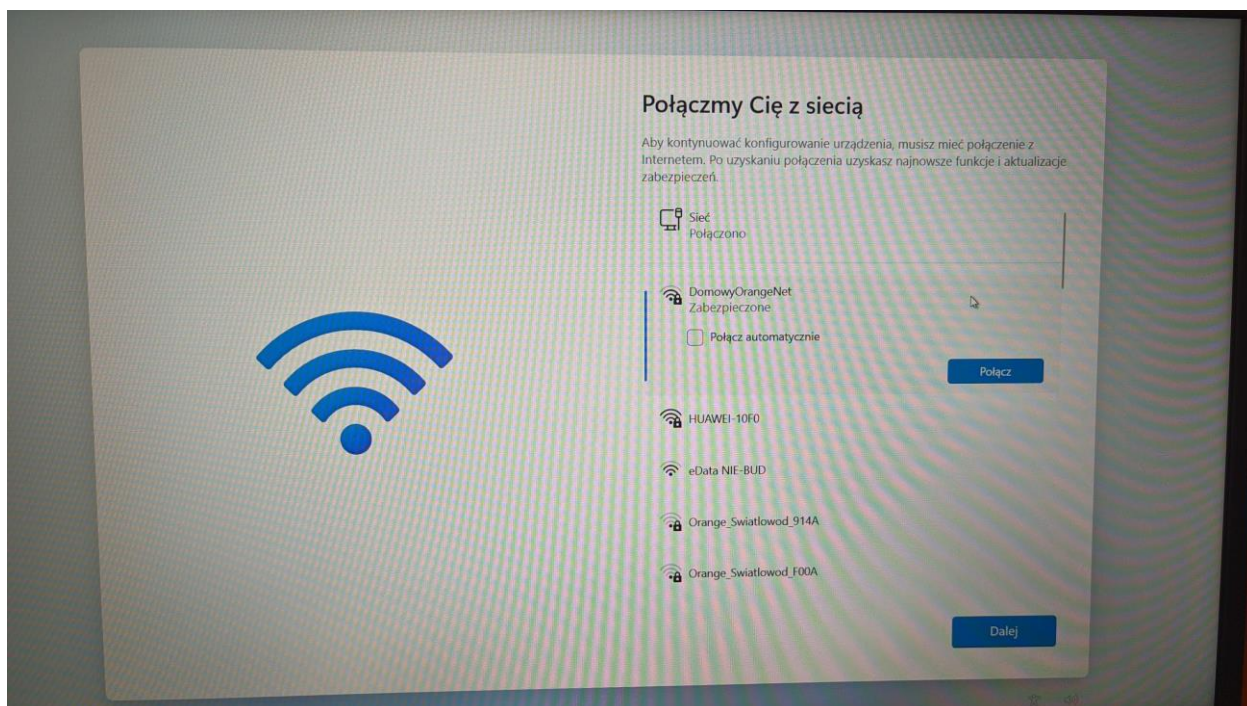 Połączmy Cię z siecią
Aby kontynuować konfigurowanie urządzenia, musisz mieć połączenie z
Internetem. Po uzyskaniu połączenia uzyskasz najnowsze funkcje i aktualizacje
zabezpieczeń.
Sieć
Połączono
DomowyOrangeNet
Zabezpieczone
Połącz automatycznie
Połącz
HUAWEI-10F0
eData NIE-BUD
Orange_Swiatlowod_914A
Orange_Swiatlowod_F00A
Dalej